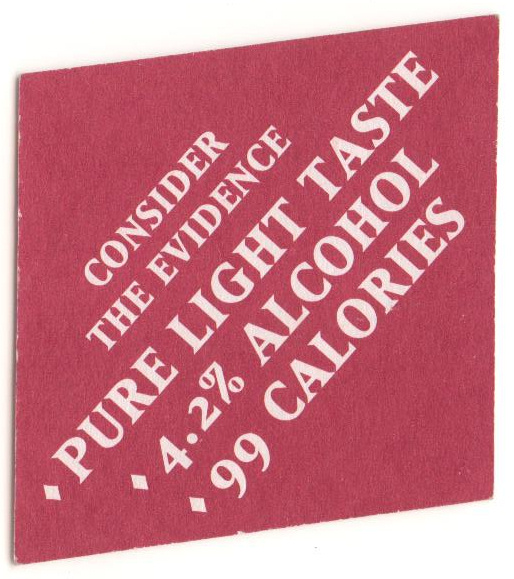 CONSIDER
THE EVIDENCE
⬩ PURE LIGHT TASTE
⬩ 4.2% ALCOHOL
⬩ 99 CALORIES